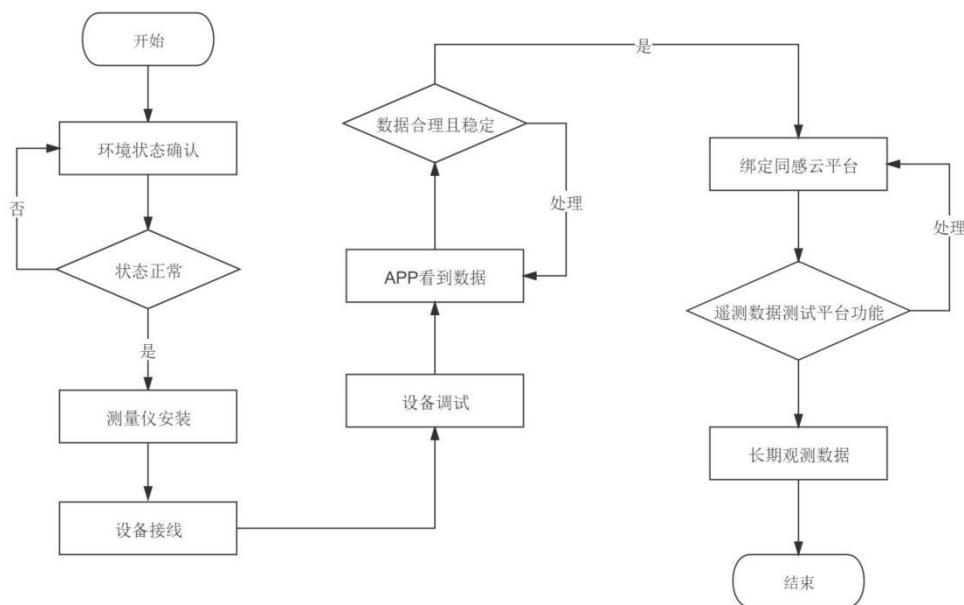 开始
环境状态确认
否
状态正常
是
测量仪安装
设备接线
设备调试
APP看到数据
处理
数据合理且稳定
是
绑定同感云平台
处理
遥测数据测试平台功能
长期观测数据
结束